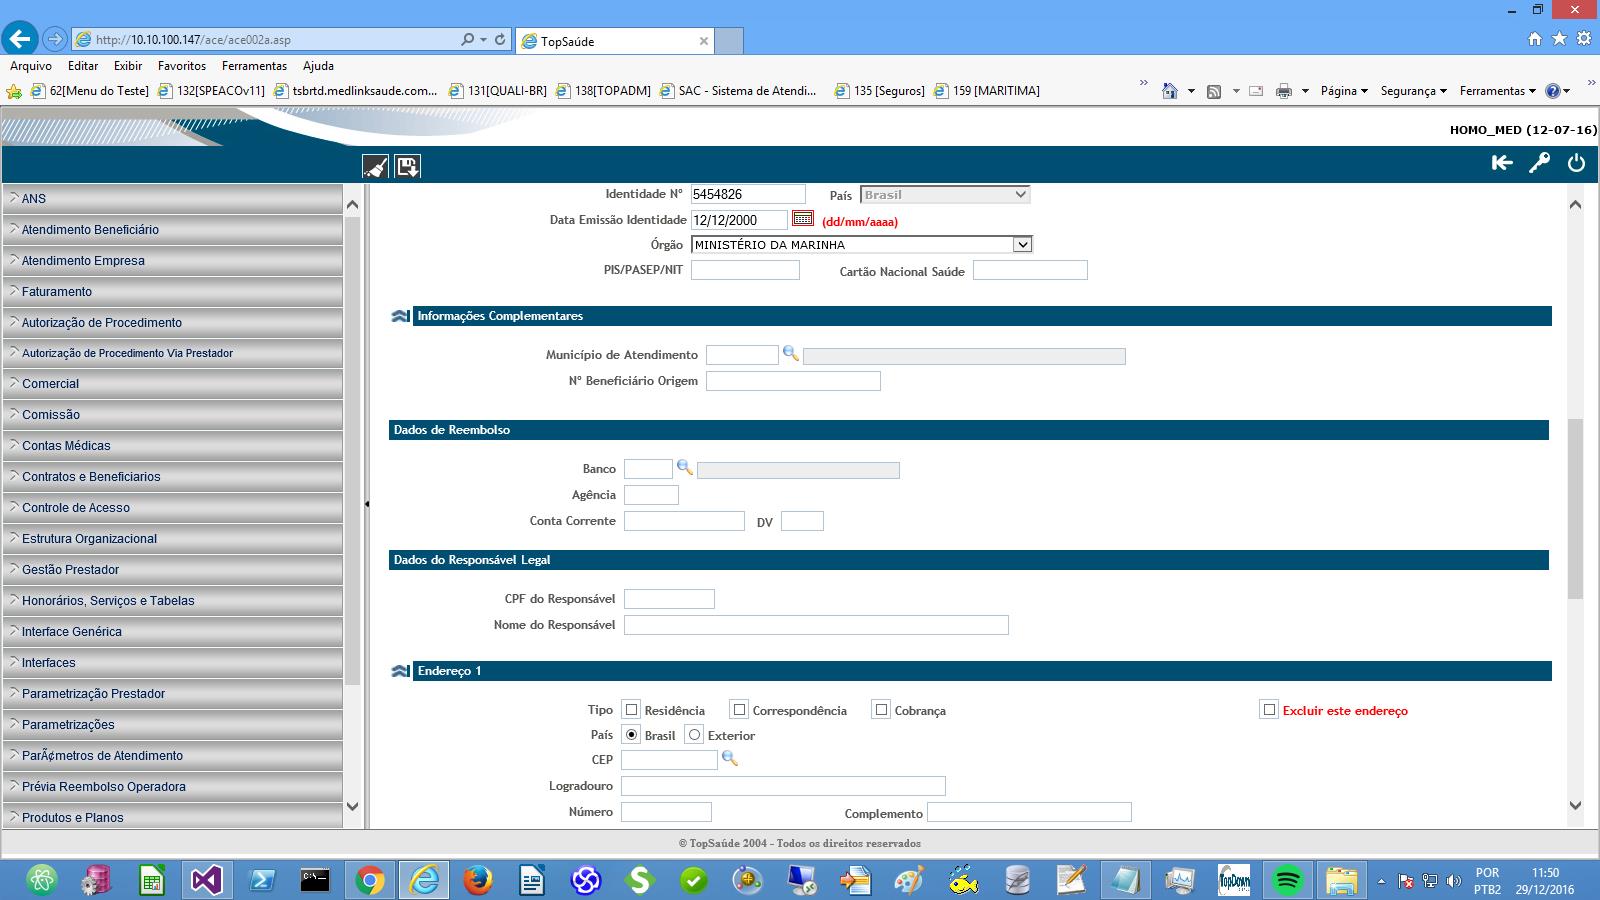 http://10.10.100.147/ace/ace002a.asp
TopSaúde
Arquivo Editar Exibir Favoritos Ferramentas Ajuda
62[Menu do Teste] 132[SPEACOv11] tsbrtd.medlinksaude.com... 131[QUALI-BR] 138[TOPADM] SAC - Sistema de Atendi... 135 [Seguros] 159 [MARITIMA] » Página Segurança Ferramentas »
HOMO_MED (12-07-16)
ANS
Atendimento Beneficiário
Atendimento Empresa
Faturamento
Autorização de Procedimento
Autorização de Procedimento Via Prestador
Comercial
Comissão
Contas Médicas
Contratos e Beneficiarios
Controle de Acesso
Estrutura Organizacional
Gestão Prestador
Honorários, Serviços e Tabelas
Interface Genérica
Interfaces
Parametrização Prestador
Parametrizações
ParÃ¢metros de Atendimento
Prévia Reembolso Operadora
Produtos e Planos
Identidade Nº 5454826 País Brasil
Data Emissão Identidade 12/12/2000 (dd/mm/aaaa)
Órgão MINISTÉRIO DA MARINHA
PIS/PASEP/NIT Cartão Nacional Saúde
Informações Complementares
Município de Atendimento
Nº Beneficiário Origem
Dados de Reembolso
Banco
Agência
Conta Corrente DV
Dados do Responsável Legal
CPF do Responsável
Nome do Responsável
Endereço 1
Tipo Residência Correspondência Cobrança Excluir este endereço
País Brasil Exterior
CEP
Logradouro
Número Complemento
© TopSaúde 2004 - Todos os direitos reservados
TopDown
POR 11:50
PTB2 29/12/2016